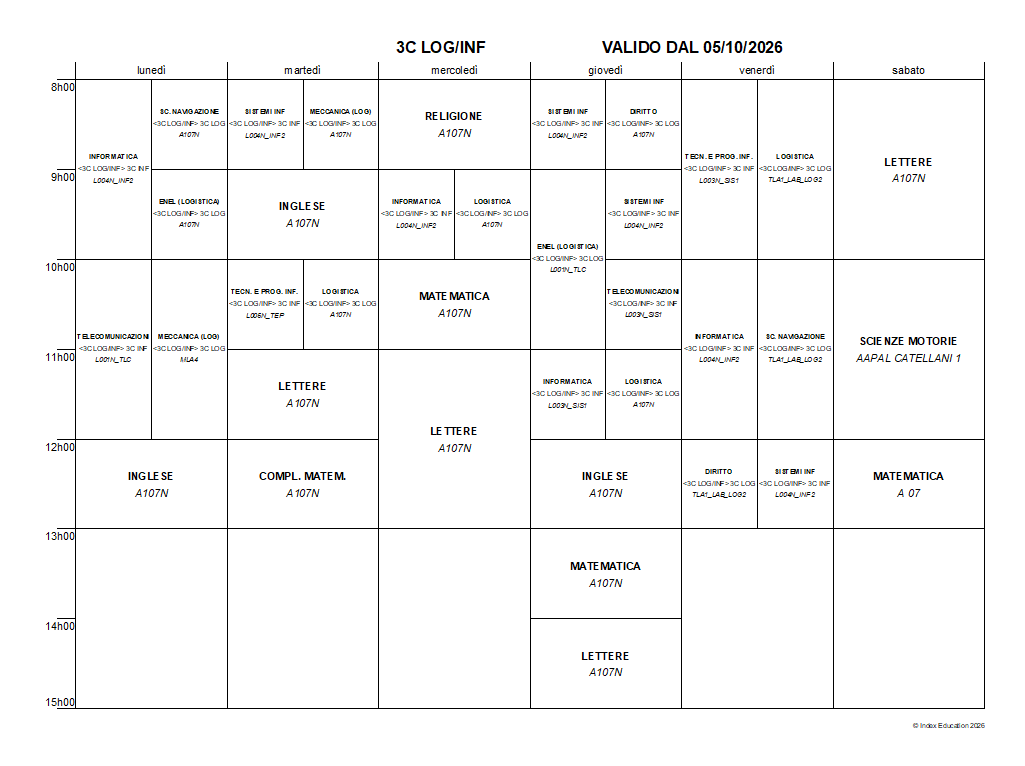 3C LOG/INF VALIDO DAL 05/10/2026
lunedì martedì mercoledì giovedì venerdì sabato
8h00
SC. NAVIGAZIONE
<3C LOG/INF> 3C LOG
A107N
SISTEMI INF
<3C LOG/INF> 3C INF
L004N_INF2
MECCANICA (LOG)
<3C LOG/INF> 3C LOG
A107N
RELIGIONE
A107N
SISTEMI INF
<3C LOG/INF> 3C INF
L004N_INF2
DIRITTO
<3C LOG/INF> 3C LOG
A107N
INFORMATICA
<3C LOG/INF> 3C INF
L004N_INF2
TECN. E PROG. INF.
<3C LOG/INF> 3C INF
L003N_SIS1
LOGISTICA
<3C LOG/INF> 3C LOG
TLA1_LAB_LOG2
LETTERE
A107N
9h00
ENEL (LOGISTICA)
<3C LOG/INF> 3C LOG
A107N
INGLESE
A107N
INFORMATICA
<3C LOG/INF> 3C INF
L004N_INF2
LOGISTICA
<3C LOG/INF> 3C LOG
A107N
SISTEMI INF
<3C LOG/INF> 3C INF
L004N_INF2
ENEL (LOGISTICA)
<3C LOG/INF> 3C LOG
L001N_TLC
10h00
TECN. E PROG. INF.
<3C LOG/INF> 3C INF
L005N_TEP
LOGISTICA
<3C LOG/INF> 3C LOG
A107N
MATEMATICA
A107N
TELECOMUNICAZIONI
<3C LOG/INF> 3C INF
L003N_SIS1
TELECOMUNICAZIONI
<3C LOG/INF> 3C INF
L001N_TLC
MECCANICA (LOG)
<3C LOG/INF> 3C LOG
MLA4
INFORMATICA
<3C LOG/INF> 3C INF
L004N_INF2
SC. NAVIGAZIONE
<3C LOG/INF> 3C LOG
TLA1_LAB_LOG2
SCIENZE MOTORIE
AAPAL CATELLANI 1
11h00
LETTERE
A107N
INFORMATICA
<3C LOG/INF> 3C INF
L003N_SIS1
LOGISTICA
<3C LOG/INF> 3C LOG
A107N
LETTERE
A107N
12h00
INGLESE
A107N
COMPL. MATEM.
A107N
INGLESE
A107N
DIRITTO
<3C LOG/INF> 3C LOG
TLA1_LAB_LOG2
SISTEMI INF
<3C LOG/INF> 3C INF
L004N_INF2
MATEMATICA
A 07
13h00
MATEMATICA
A107N
14h00
LETTERE
A107N
15h00
© Index Education 2026